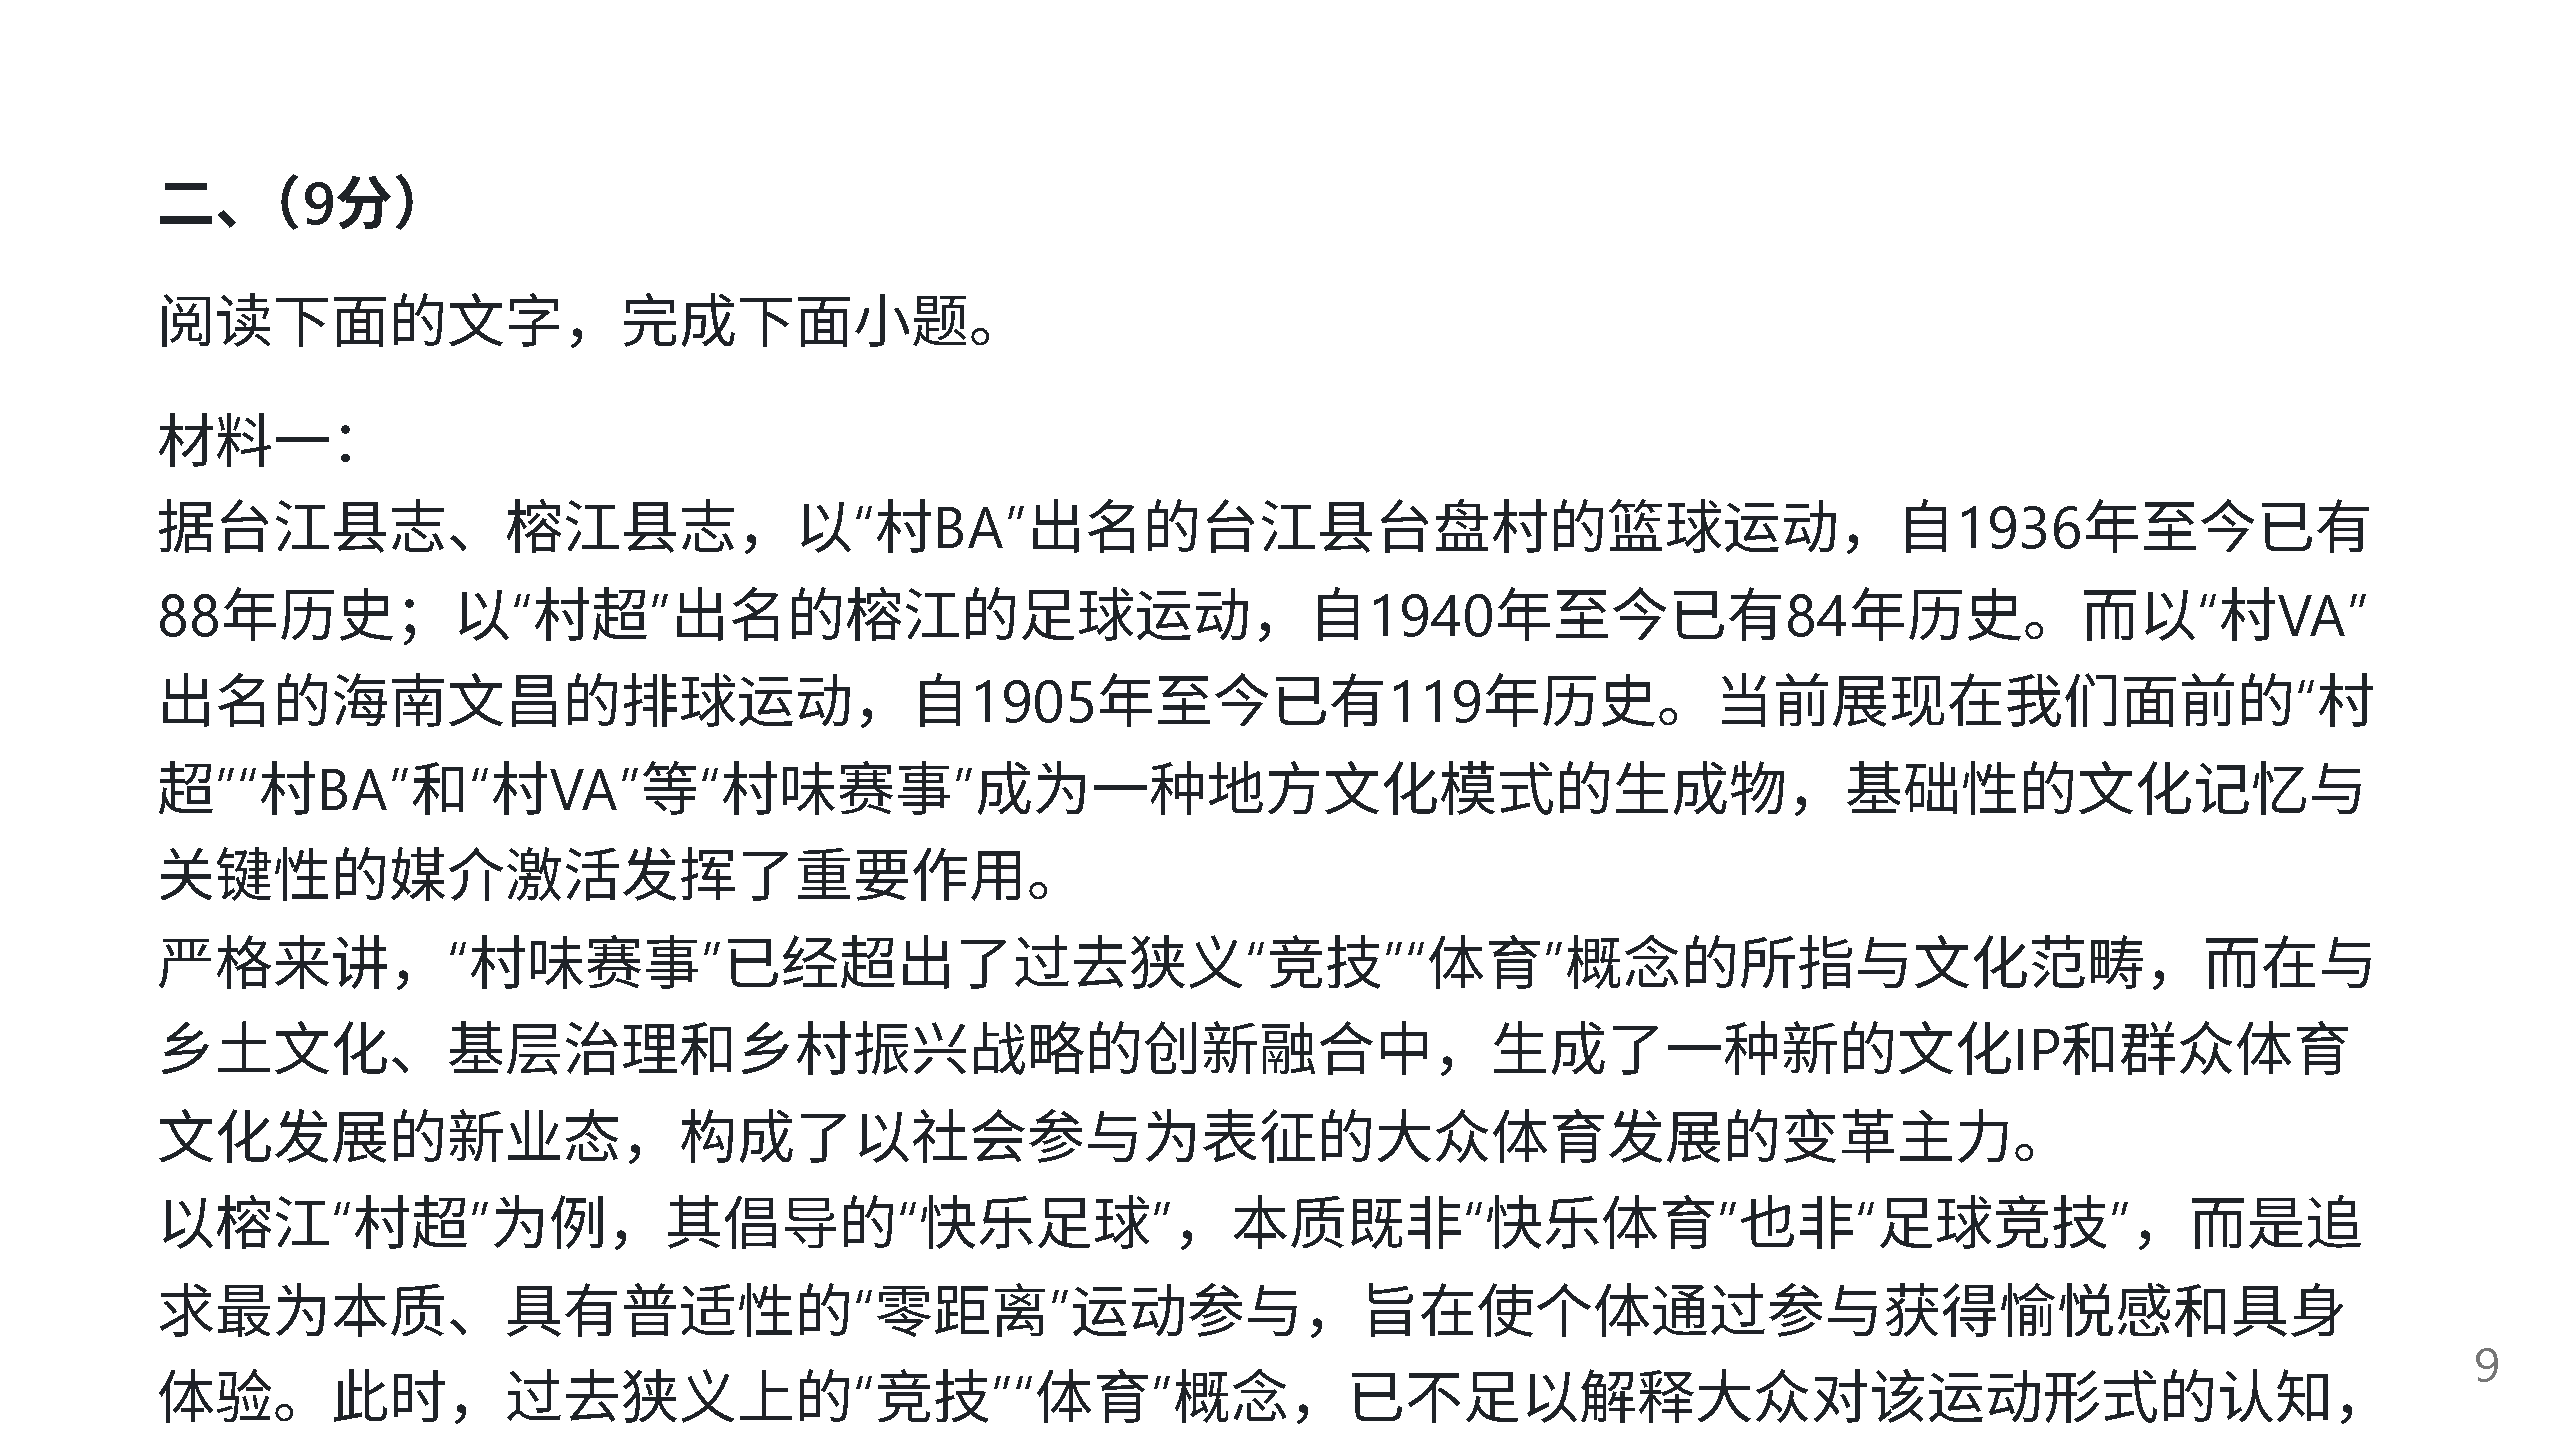 二、（9分）
阅读下面的文字，完成下面小题。
材料一：
据台江县志、榕江县志，以“村BA”出名的台江县台盘村的篮球运动，自1936年至今已有
88年历史；以“村超”出名的榕江的足球运动，自1940年至今已有84年历史。而以“村VA”
出名的海南文昌的排球运动，自1905年至今已有119年历史。当前展现在我们面前的“村
超”“村BA”和“村VA”等“村味赛事”成为一种地方文化模式的生成物，基础性的文化记忆与
关键性的媒介激活发挥了重要作用。
严格来讲，“村味赛事”已经超出了过去狭义“竞技”“体育”概念的所指与文化范畴，而在与
乡土文化、基层治理和乡村振兴战略的创新融合中，生成了一种新的文化IP和群众体育
文化发展的新业态，构成了以社会参与为表征的大众体育发展的变革主力。
以榕江“村超”为例，其倡导的“快乐足球”，本质既非“快乐体育”也非“足球竞技”，而是追
求最为本质、具有普适性的“零距离”运动参与，旨在使个体通过参与获得愉悦感和具身
体验。此时，过去狭义上的“竞技”“体育”概念，已不足以解释大众对该运动形式的认知，
9